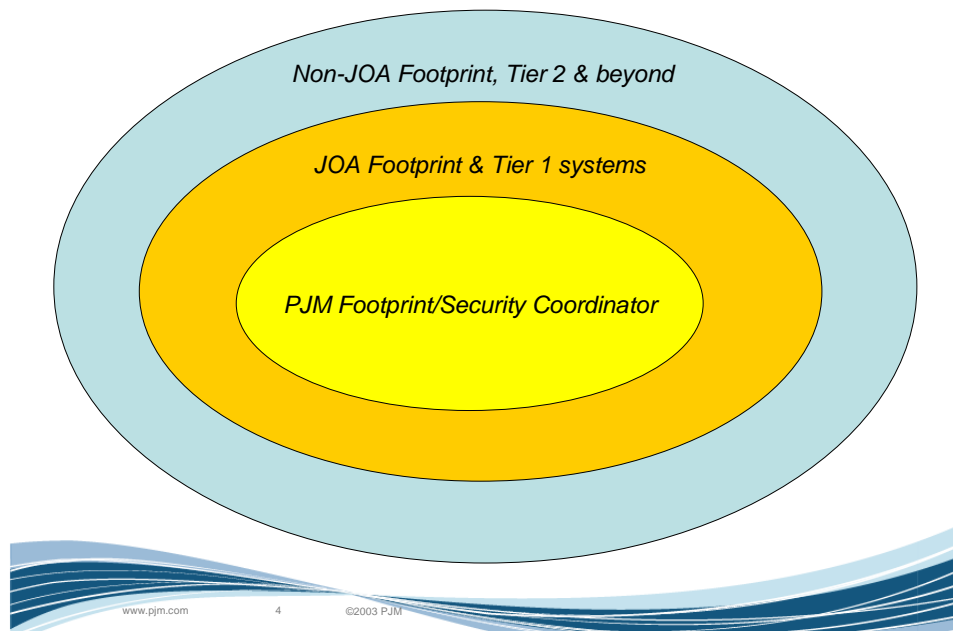 Non-JOA Footprint, Tier 2 & beyond
JOA Footprint & Tier 1 systems
PJM Footprint/Security Coordinator
www.pjm.com 4 ©2003 PJM